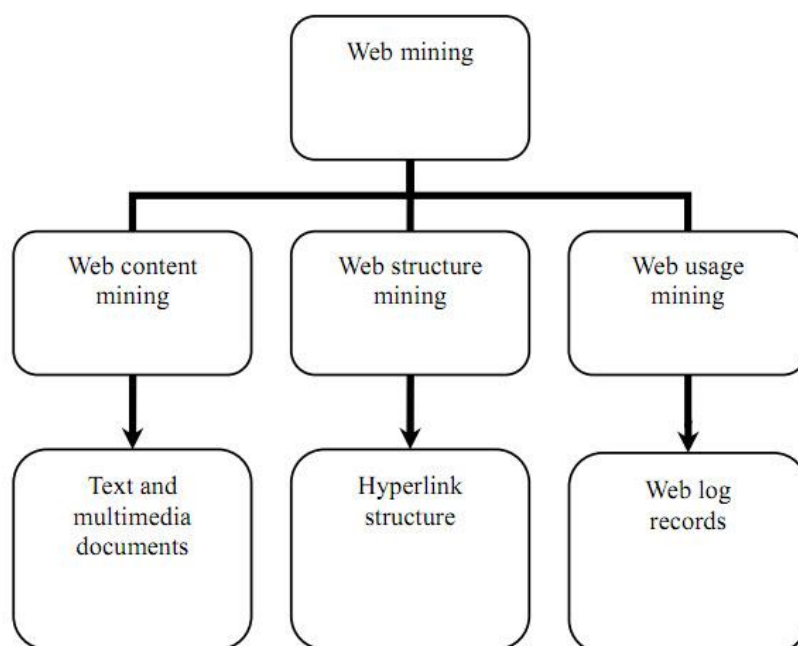 Web mining
Web content
mining
Web structure
mining
Web usage
mining
Text and
multimedia
documents
Hyperlink
structure
Web log
records